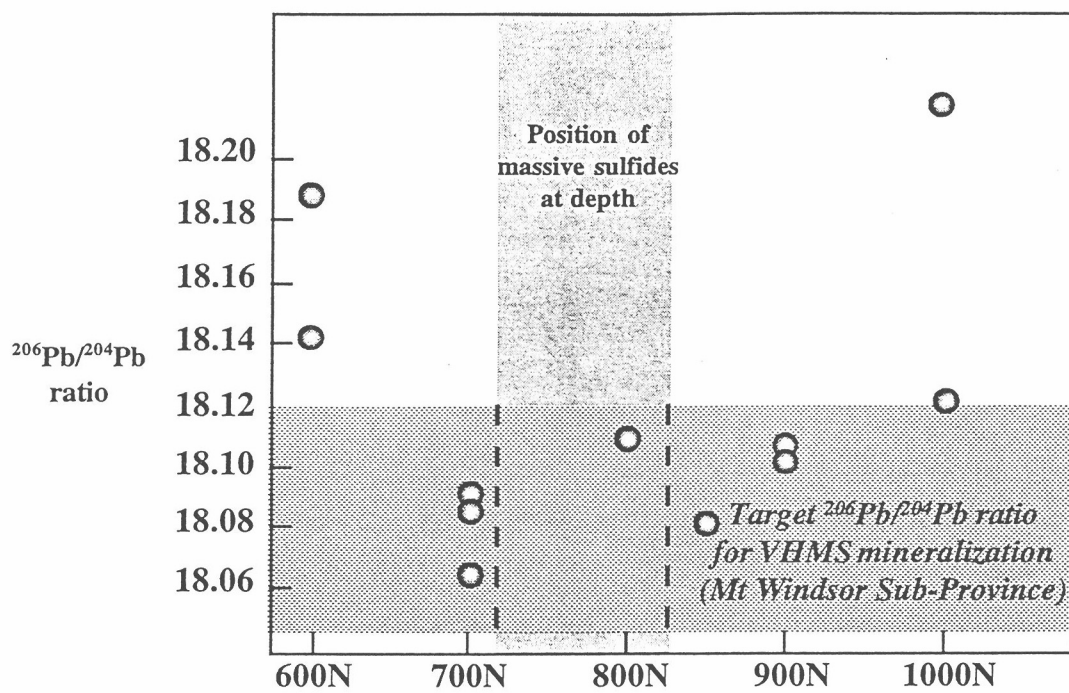 Position of
massive sulfides
at depth
18.20
18.18
18.16
²⁰⁶Pb/²⁰⁴Pb
ratio
18.14
18.12
18.10
18.08
18.06
Target ²⁰⁶Pb/²⁰⁴Pb ratio
for VHMS mineralization
(Mt Windsor Sub-Province)
600N 700N 800N 900N 1000N